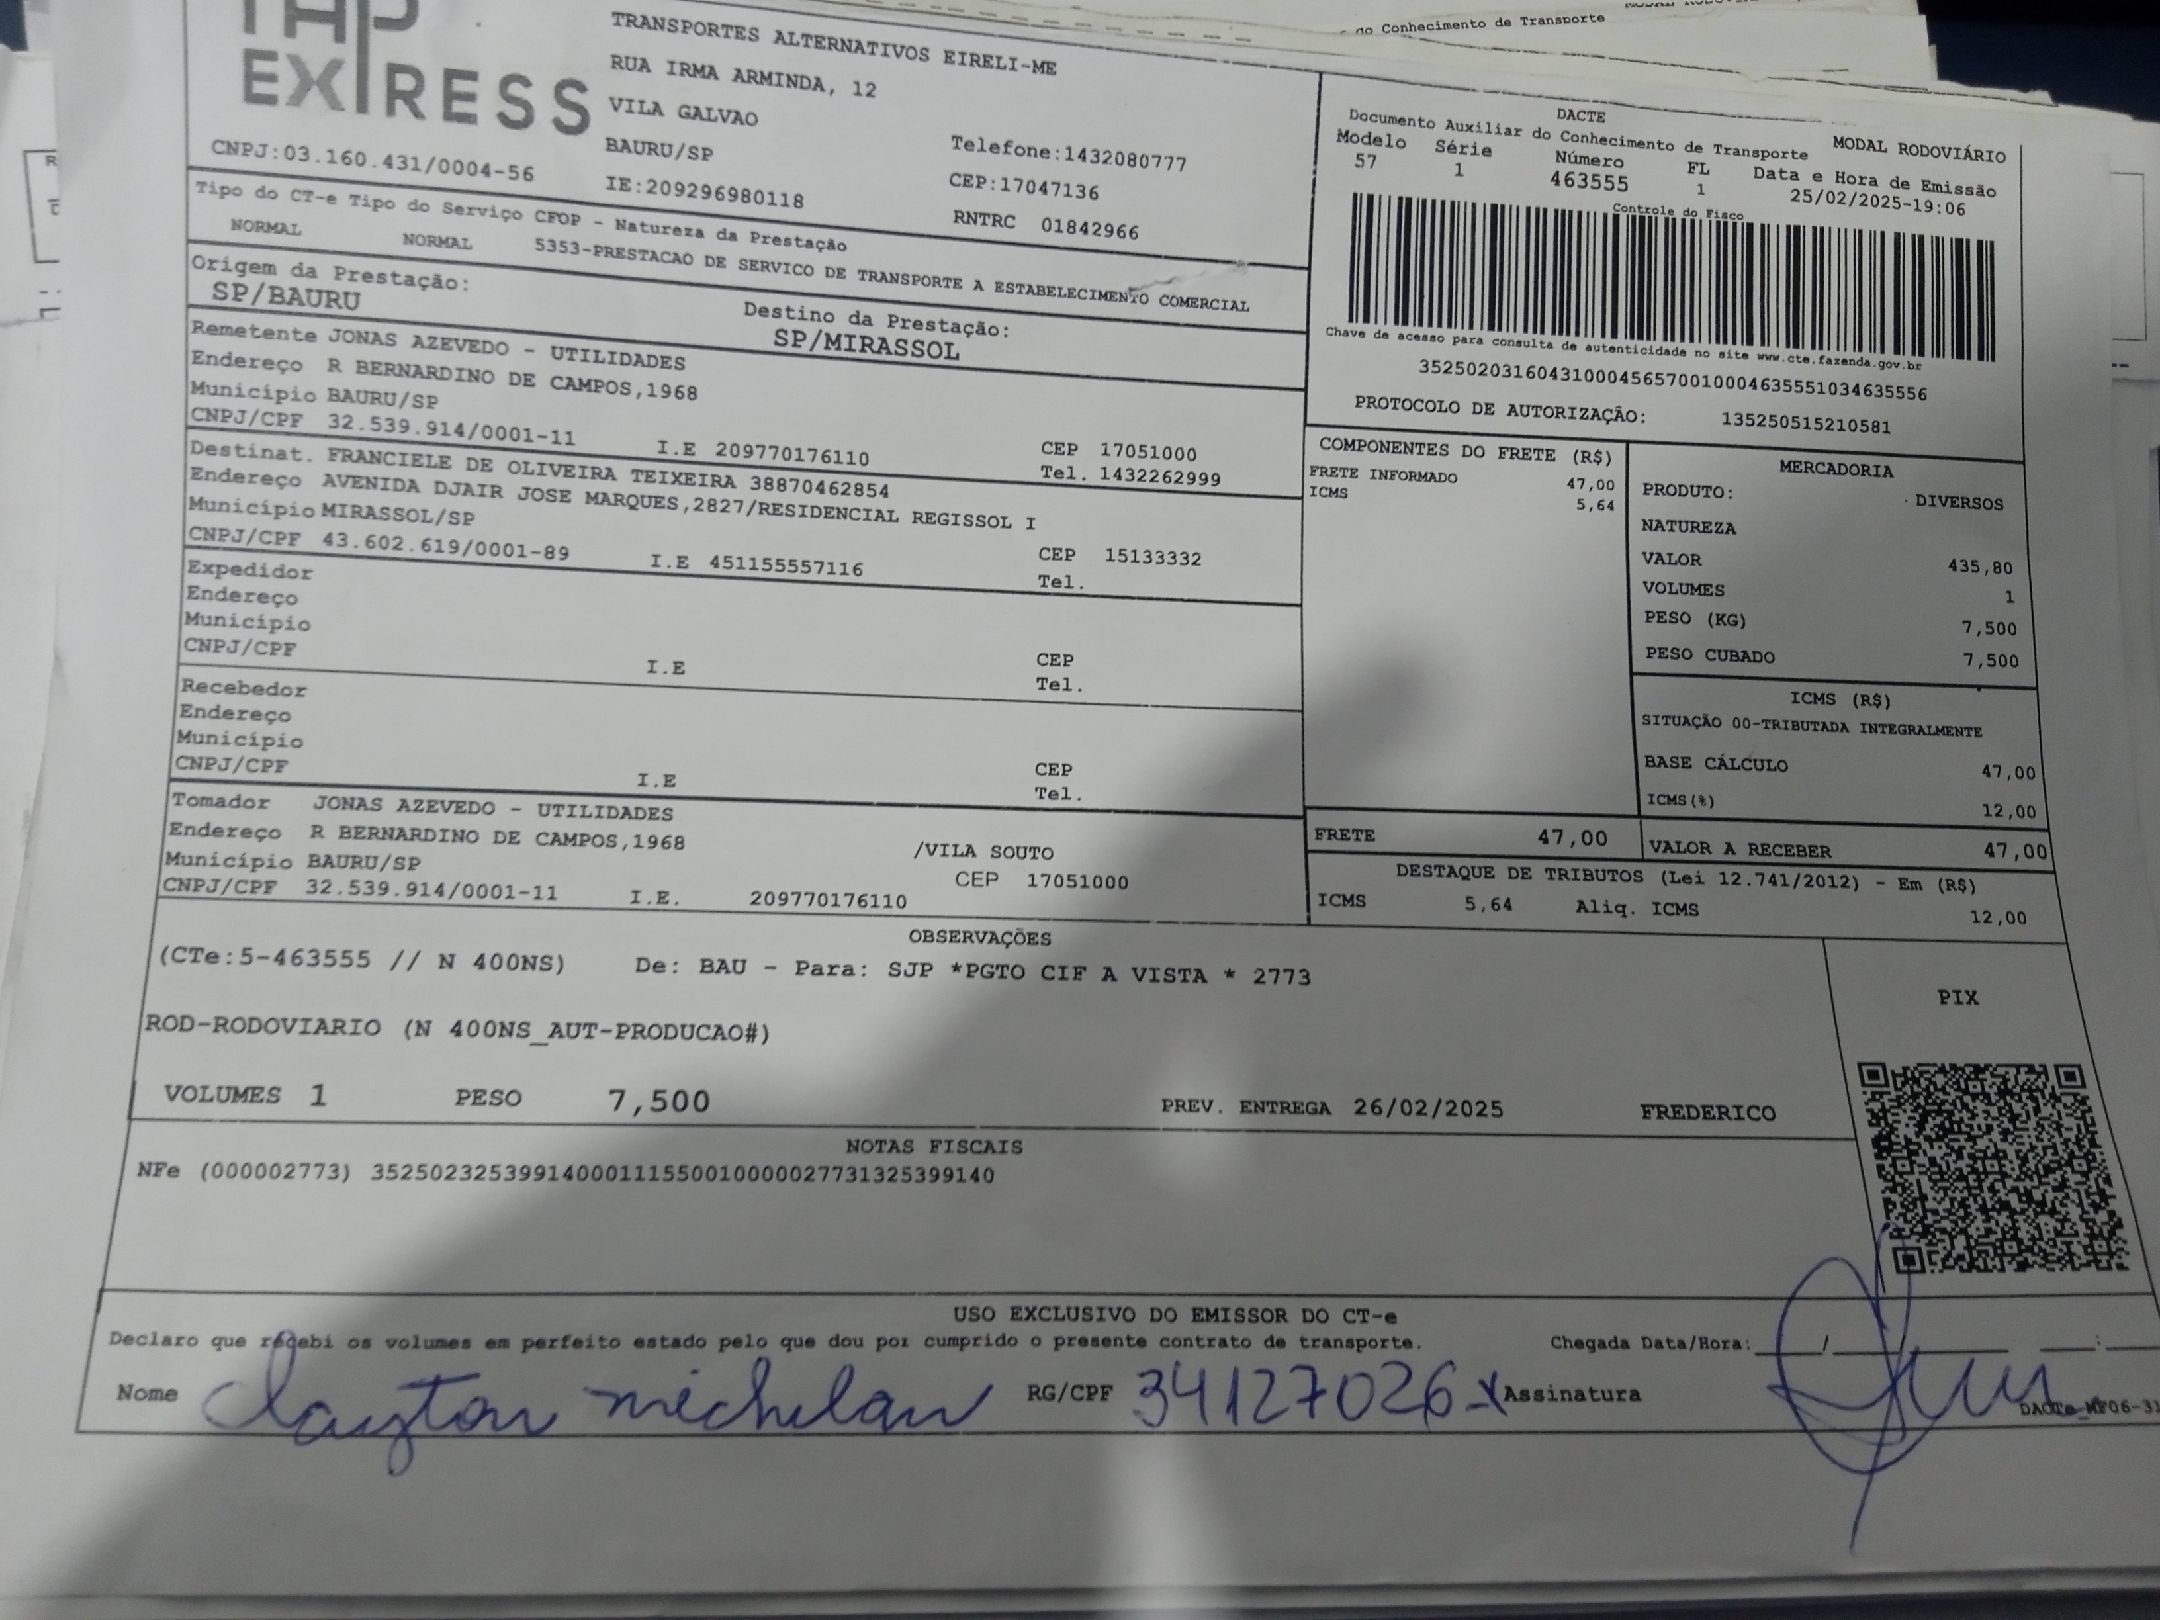 do Conhecimento de Transporte
TAP
EXPRESS
TRANSPORTES ALTERNATIVOS EIRELI-ME
RUA IRMA ARMINDA, 12
VILA GALVAO
BAURU/SP
Telefone:1432080777
CNPJ:03.160.431/0004-56
IE:209296980118
CEP:17047136
RNTRC 01842966
DACTE
Documento Auxiliar do Conhecimento de Transporte
MODAL RODOVIÁRIO
Modelo Série Número FL Data e Hora de Emissão
57 1 463555 1 25/02/2025-19:06
Controle do Fisco
Chave de acesso para consulta de autenticidade no site www.cte.fazenda.gov.br
35250203160431000456570010004635551034635556
PROTOCOLO DE AUTORIZAÇÃO: 135250515210581
Tipo do CT-e Tipo do Serviço CFOP - Natureza da Prestação
NORMAL NORMAL 5353-PRESTACAO DE SERVICO DE TRANSPORTE A ESTABELECIMENTO COMERCIAL
Origem da Prestação: Destino da Prestação:
SP/BAURU SP/MIRASSOL
Remetente JONAS AZEVEDO - UTILIDADES
Endereço R BERNARDINO DE CAMPOS,1968
Município BAURU/SP CEP 17051000
CNPJ/CPF 32.539.914/0001-11 I.E 209770176110 Tel. 1432262999
Destinat. FRANCIELE DE OLIVEIRA TEIXEIRA 38870462854
Endereço AVENIDA DJAIR JOSE MARQUES,2827/RESIDENCIAL REGISSOL I
Município MIRASSOL/SP CEP 15133332
CNPJ/CPF 43.602.619/0001-89 I.E 451155557116 Tel.
Expedidor
Endereço
Município CEP
CNPJ/CPF I.E Tel.
Recebedor
Endereço
Município CEP
CNPJ/CPF I.E Tel.
Tomador JONAS AZEVEDO - UTILIDADES
Endereço R BERNARDINO DE CAMPOS,1968 /VILA SOUTO
Município BAURU/SP CEP 17051000
CNPJ/CPF 32.539.914/0001-11 I.E. 209770176110
COMPONENTES DO FRETE (R$)
FRETE INFORMADO 47,00
ICMS 5,64
MERCADORIA
PRODUTO: DIVERSOS
NATUREZA
VALOR 435,80
VOLUMES 1
PESO (KG) 7,500
PESO CUBADO 7,500
ICMS (R$)
SITUAÇÃO 00-TRIBUTADA INTEGRALMENTE
BASE CÁLCULO 47,00
ICMS(%) 12,00
FRETE 47,00 VALOR A RECEBER 47,00
DESTAQUE DE TRIBUTOS (Lei 12.741/2012) - Em (R$)
ICMS 5,64 Aliq. ICMS 12,00
OBSERVAÇÕES
(CTe:5-463555 // N 400NS) De: BAU - Para: SJP *PGTO CIF A VISTA * 2773
ROD-RODOVIARIO (N 400NS_AUT-PRODUCAO#)
PIX
VOLUMES 1 PESO 7,500 PREV. ENTREGA 26/02/2025 FREDERICO
NOTAS FISCAIS
NFe (000002773) 35250232539914000111550010000027731325399140
USO EXCLUSIVO DO EMISSOR DO CT-e
Declaro que recebi os volumes em perfeito estado pelo que dou por cumprido o presente contrato de transporte. Chegada Data/Hora:
Nome Clayton michelan RG/CPF 34127026-x Assinatura